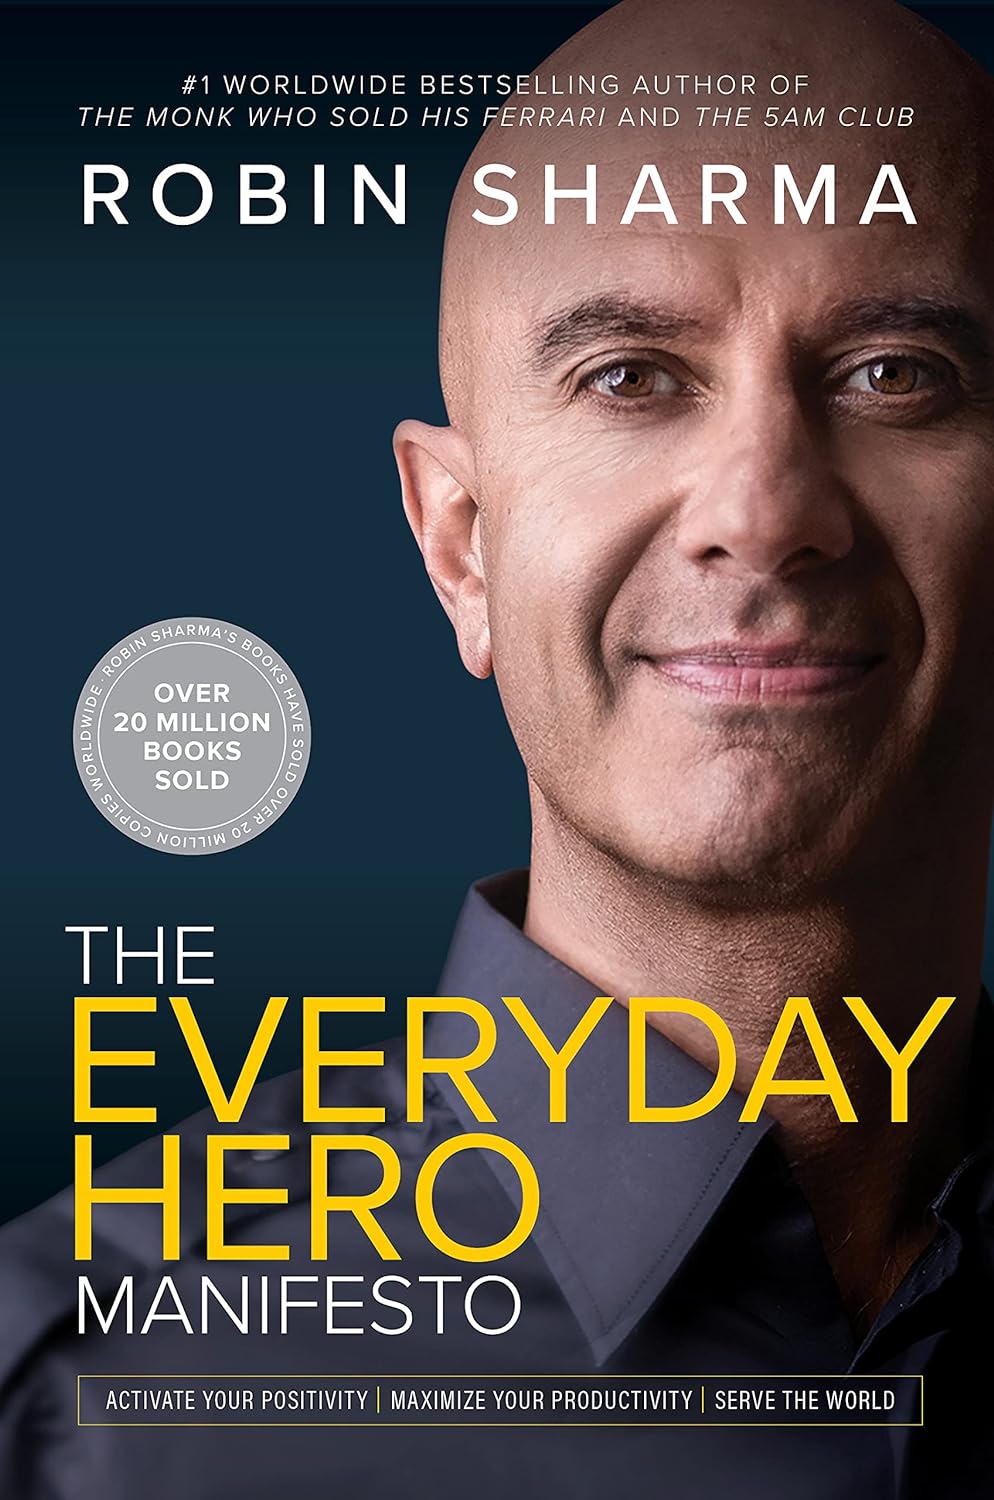 #1 WORLDWIDE BESTSELLING AUTHOR OF
THE MONK WHO SOLD HIS FERRARI AND THE 5AM CLUB
ROBIN SHARMA
ROBIN SHARMA'S BOOKS HAVE SOLD OVER 20 MILLION COPIES WORLDWIDE ·
OVER
20 MILLION
BOOKS
SOLD
THE
EVERYDAY
HERO
MANIFESTO
ACTIVATE YOUR POSITIVITY | MAXIMIZE YOUR PRODUCTIVITY | SERVE THE WORLD